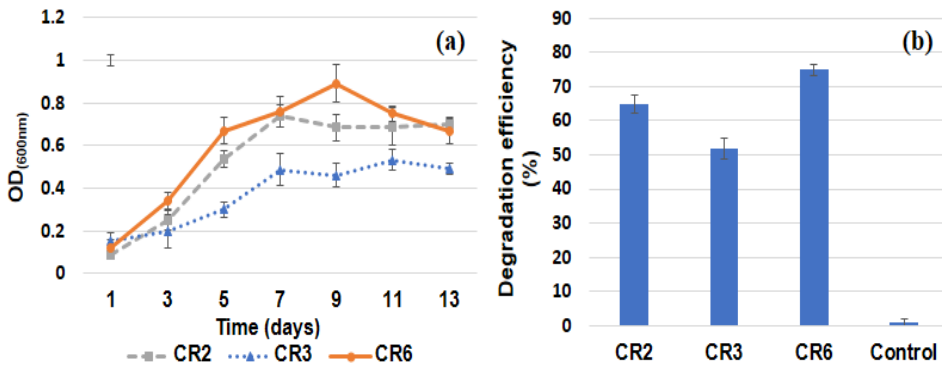 (a)
OD(600nm)
1
0.8
0.6
0.4
0.2
0
1 3 5 7 9 11 13
Time (days)
CR2 CR3 CR6
(b)
Degradation efficiency
(%)
90
80
70
60
50
40
30
20
10
0
CR2 CR3 CR6 Control